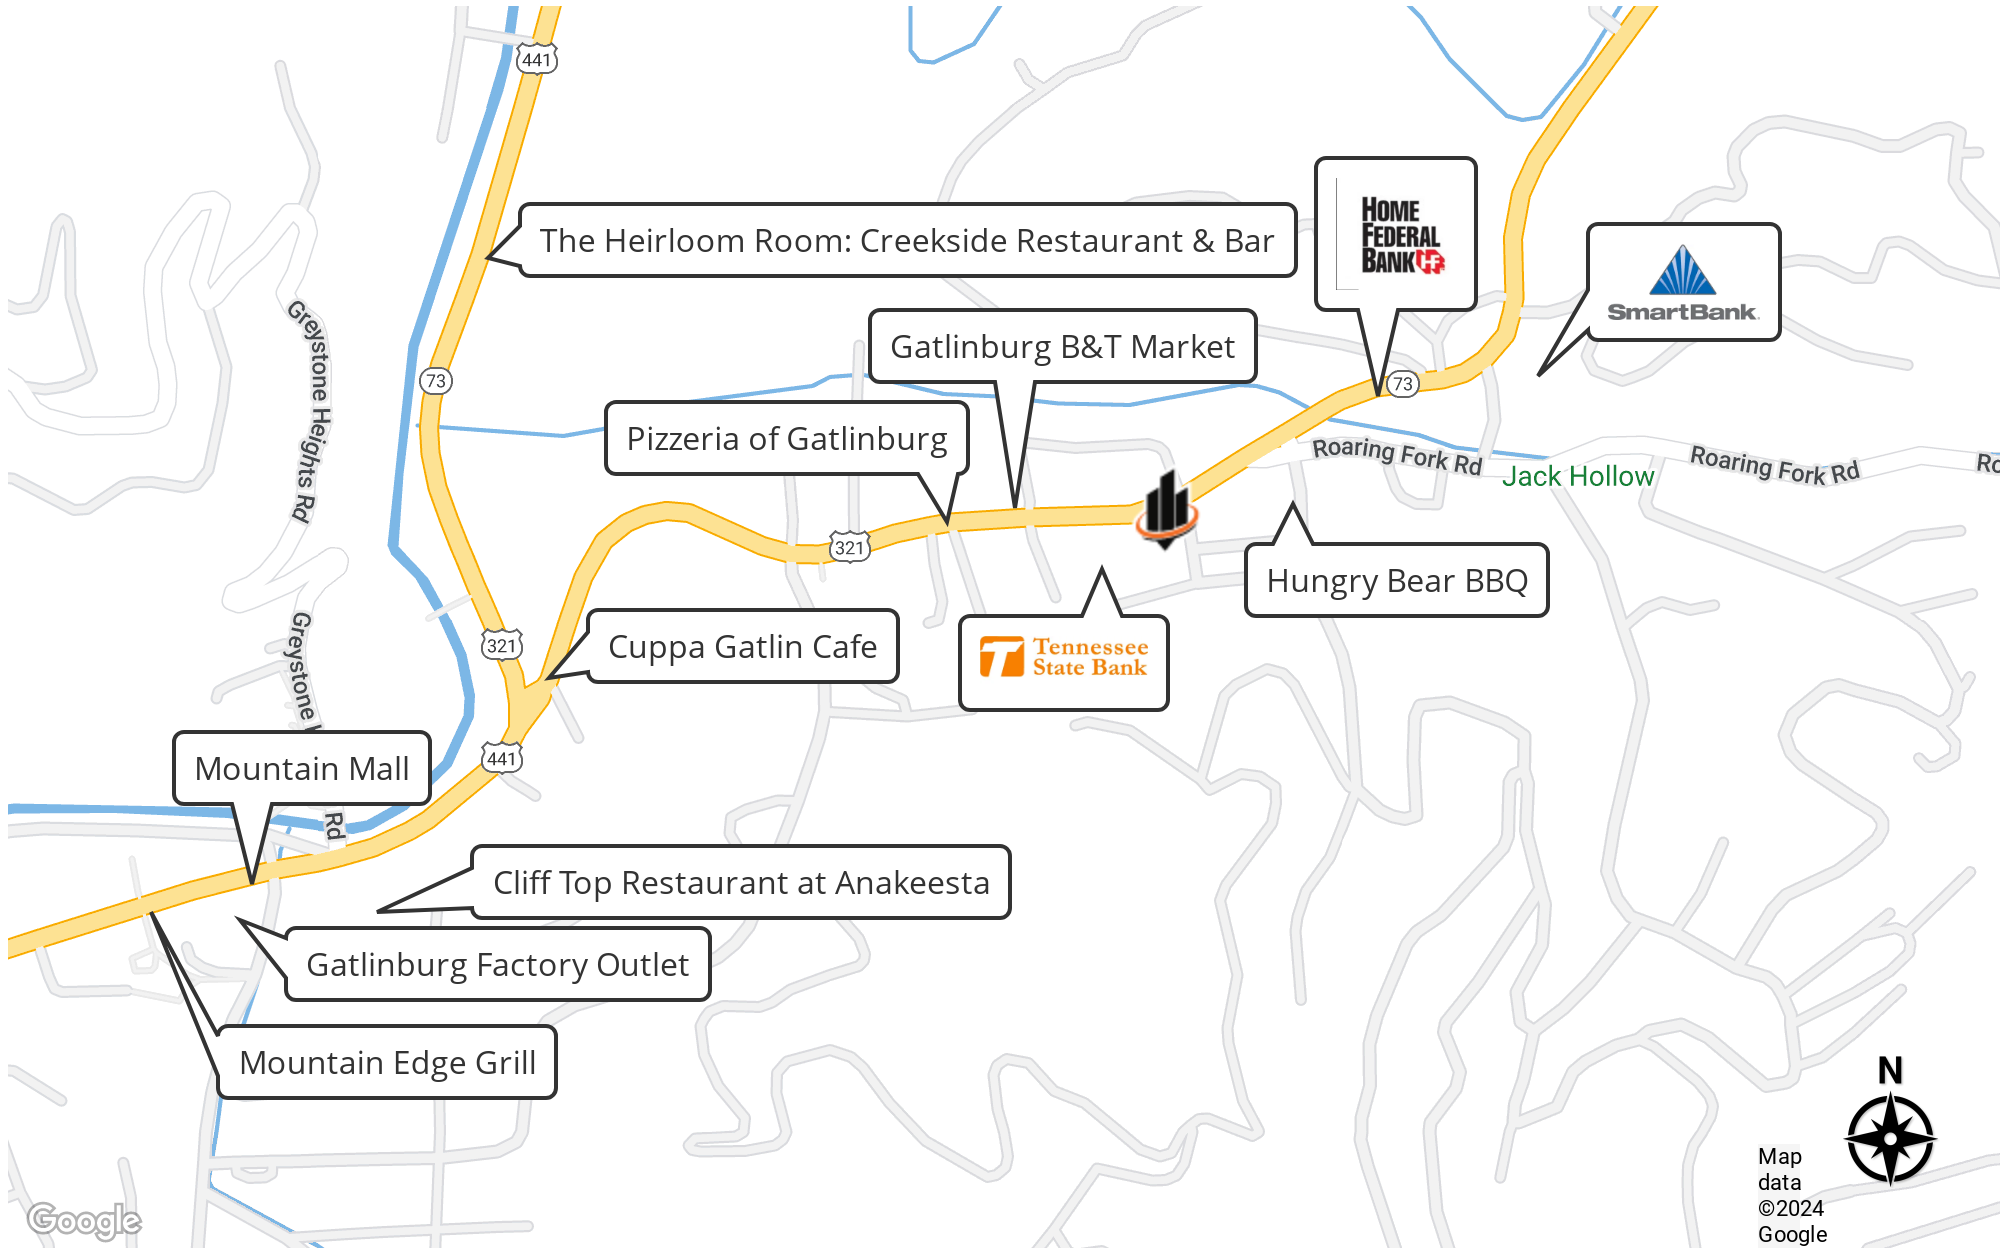 441
The Heirloom Room: Creekside Restaurant & Bar
HOME
FEDERAL
BANK HF
SmartBank
Greystone Heights Rd
Gatlinburg B&T Market
73
73
Pizzeria of Gatlinburg
Roaring Fork Rd
Jack Hollow
Roaring Fork Rd
Ro
321
Hungry Bear BBQ
Greystone H
321
Cuppa Gatlin Cafe
Tennessee
State Bank
441
Mountain Mall
Rd
Cliff Top Restaurant at Anakeesta
Gatlinburg Factory Outlet
Mountain Edge Grill
N
Map
data
©2024
Google
Google